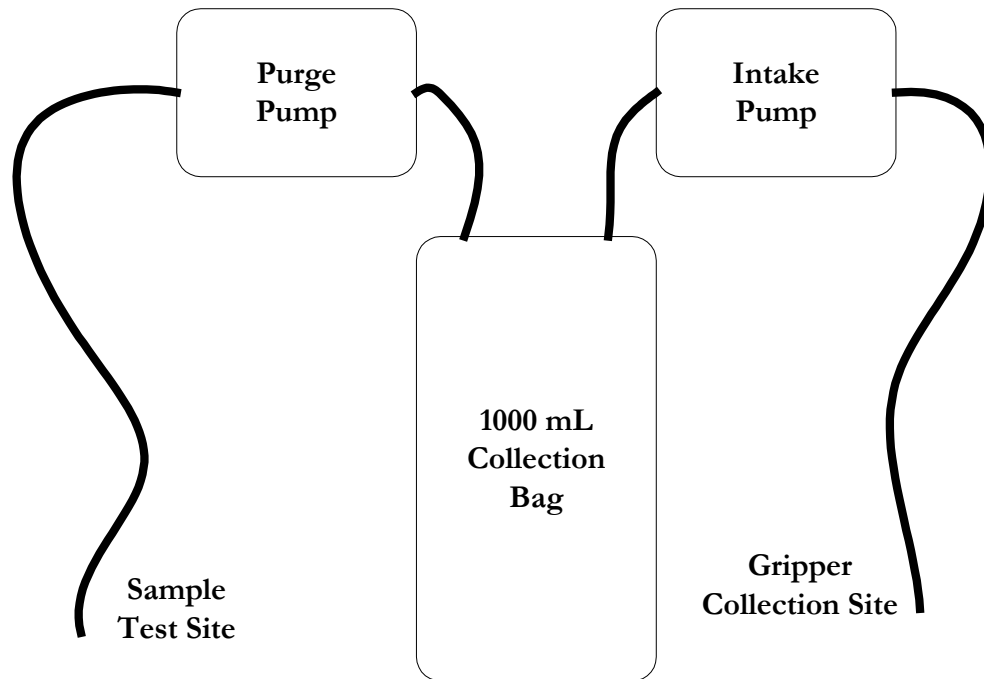 Purge
Pump
Intake
Pump
1000 mL
Collection
Bag
Sample
Test Site
Gripper
Collection Site